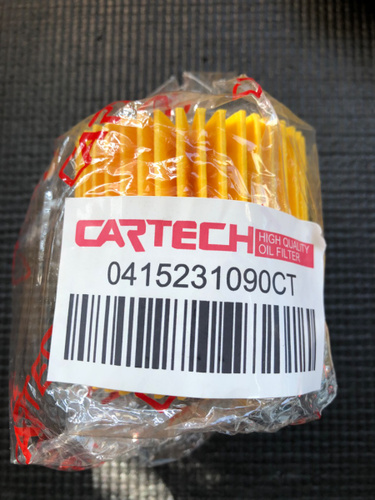 CARTECH
HIGH QUALITY
OIL FILTER
0415231090CT